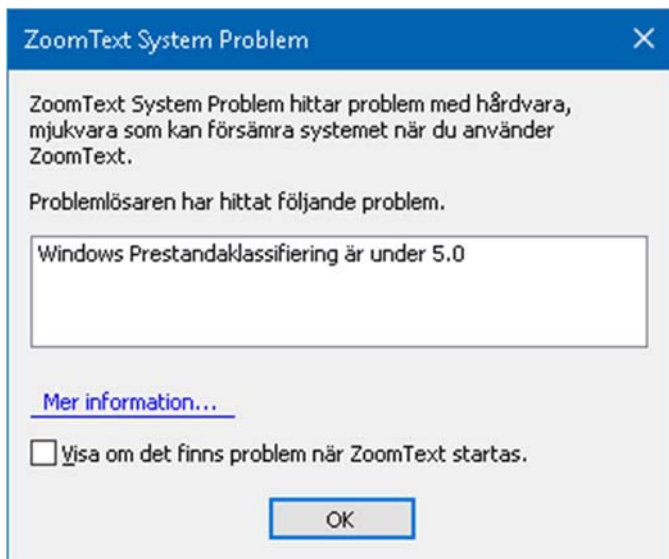 ZoomText System Problem
ZoomText System Problem hittar problem med hårdvara,
mjukvara som kan försämra systemet när du använder
ZoomText.
Problemlösaren har hittat följande problem.
Windows Prestandaklassifiering är under 5.0
Mer information...
Visa om det finns problem när ZoomText startas.
OK